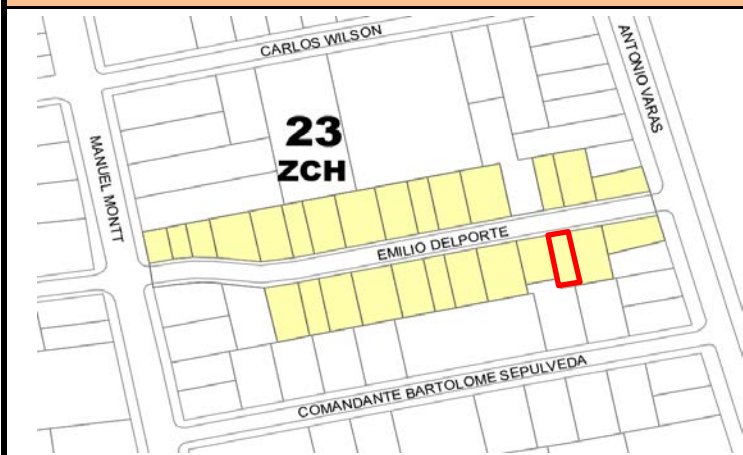 CARLOS WILSON
ANTONIO VARAS
23
ZCH
MANUEL MONTT
EMILIO DELPORTE
COMANDANTE BARTOLOME SEPULVEDA